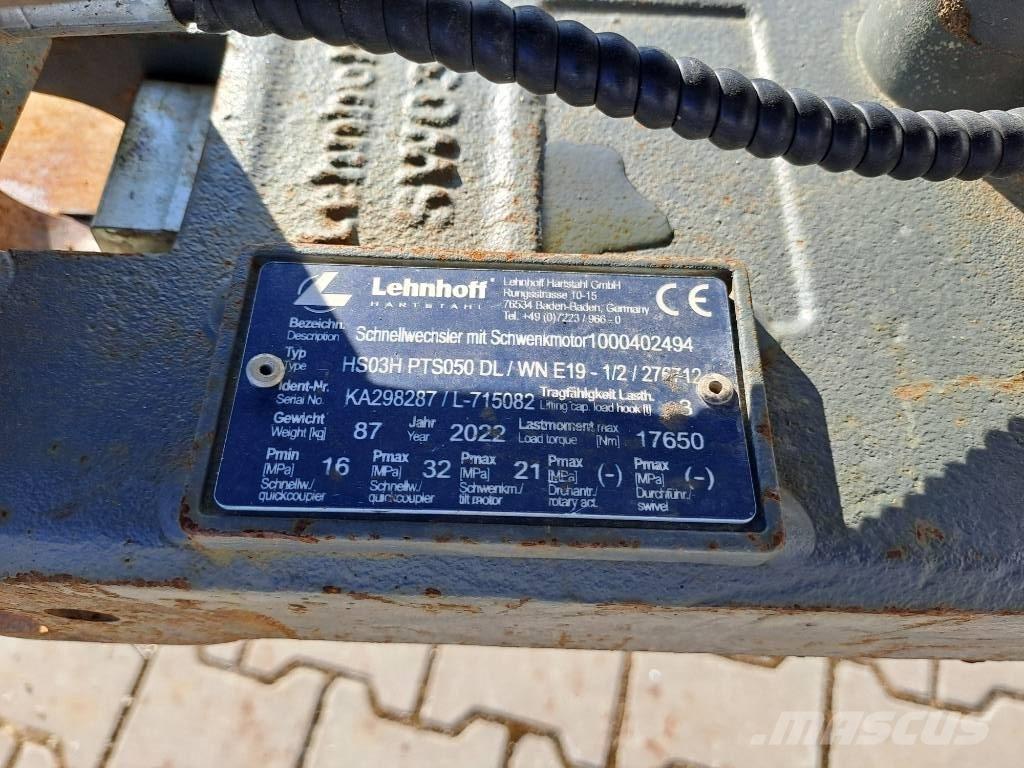 Lehnhoff
HARTSTAHL
Lehnhoff Hartstahl GmbH
Rungsstrasse 10-15
76534 Baden-Baden, Germany
Tel. +49 (0)7223 / 966 - 0
CE
Bezeichn. Schnellwechsler mit Schwenkmotor 1000402494
Description
Typ HS03H PTS050 DL / WN E19 - 1/2 /
Type
Ident-Nr. KA298287 / L-715082 Tragfähigkeit Lasth.
Serial No. Lifting cap. load hook [t] 3
Gewicht 87 Jahr 2022 Lastmoment max 17650
Weight [kg] Year Load torque [Nm]
Pmin 16 Pmax 32 Pmax 21 Pmax (-) Pmax (-)
[MPa] [MPa] [MPa] [MPa] [MPa]
Schnellw./ Schnellw./ Schwenkm./ Drehantr./ Durchführ./
quickcoupler quickcoupler tilt motor rotary act. swivel
MASCUS